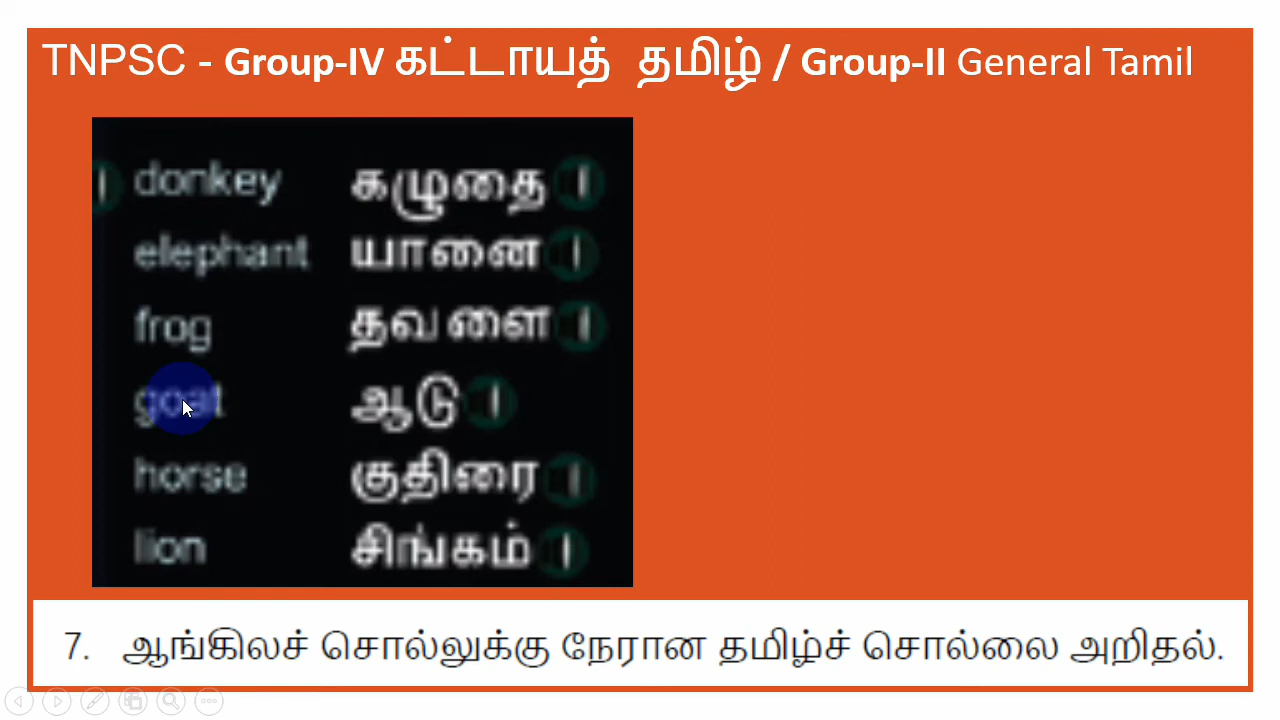 TNPSC - Group-IV கட்டாயத் தமிழ் / Group-II General Tamil
donkey கழுதை
elephant யானை
frog தவளை
goat ஆடு
horse குதிரை
lion சிங்கம்
7. ஆங்கிலச் சொல்லுக்கு நேரான தமிழ்ச் சொல்லை அறிதல்.